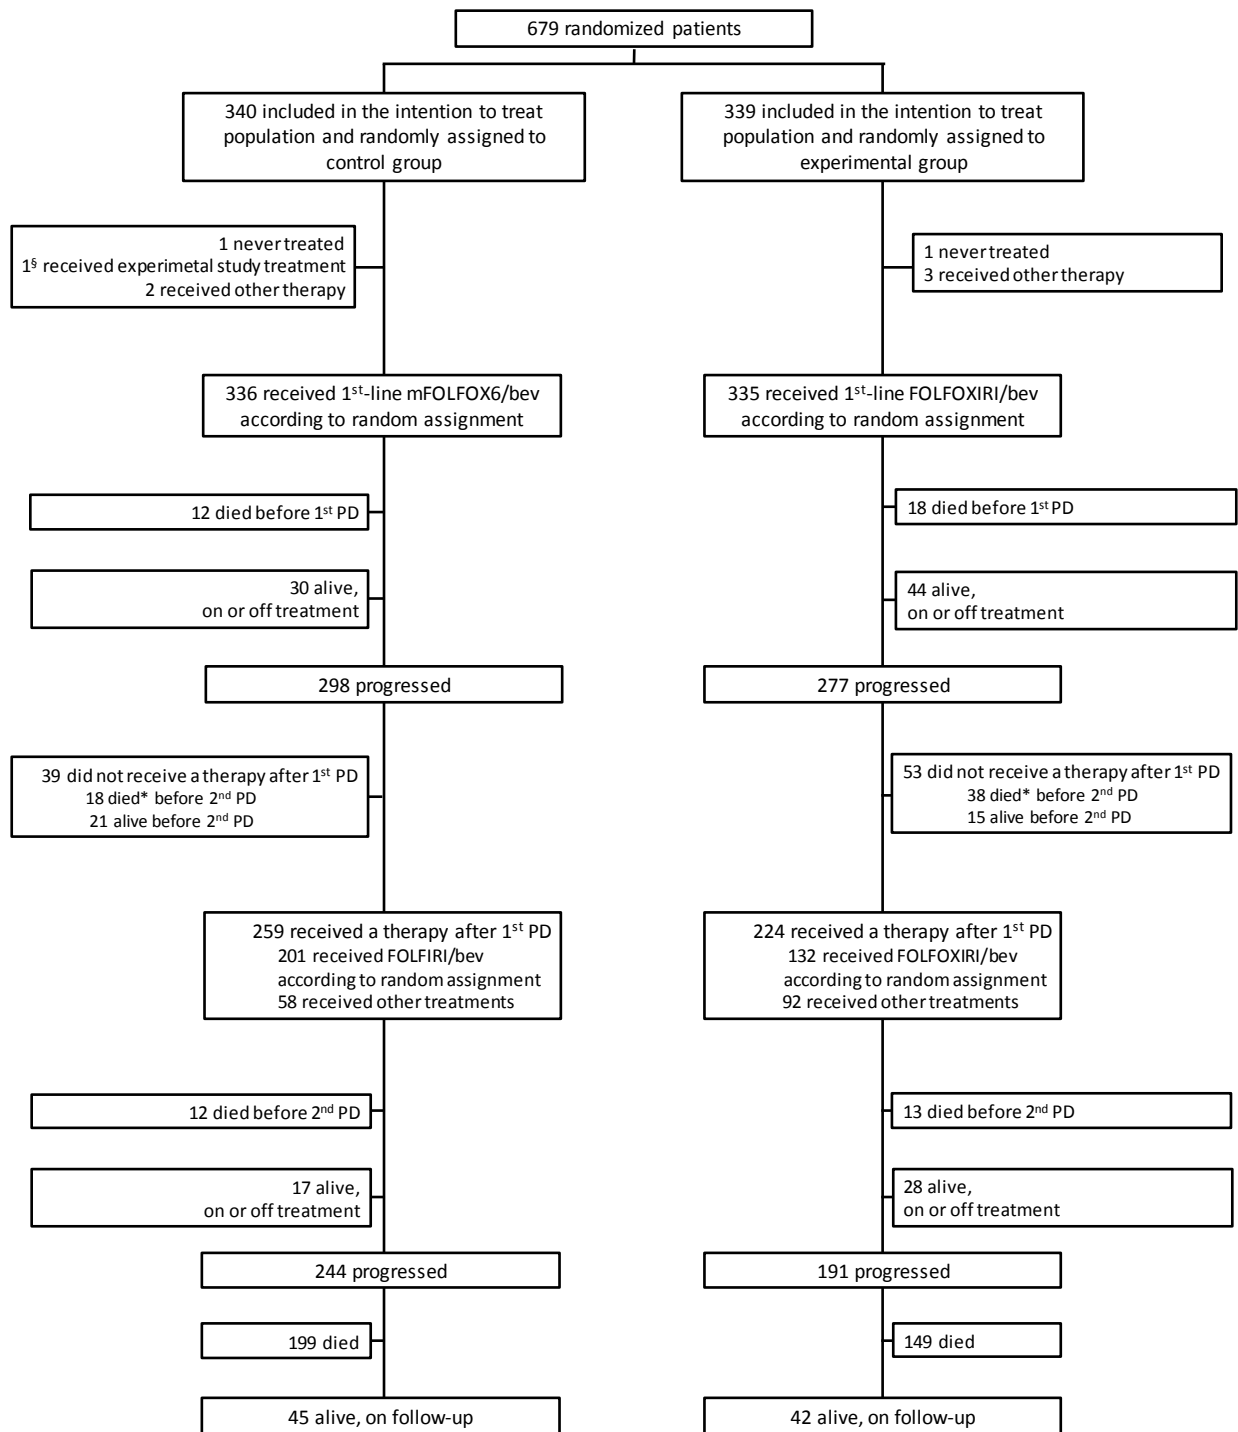 679 randomized patients
340 included in the intention to treat
population and randomly assigned to
control group
339 included in the intention to treat
population and randomly assigned to
experimental group
1 never treated
1§ received experimetal study treatment
2 received other therapy
1 never treated
3 received other therapy
336 received 1st-line mFOLFOX6/bev
according to random assignment
335 received 1st-line FOLFOXIRI/bev
according to random assignment
12 died before 1st PD
18 died before 1st PD
30 alive,
on or off treatment
44 alive,
on or off treatment
298 progressed
277 progressed
39 did not receive a therapy after 1st PD
18 died* before 2nd PD
21 alive before 2nd PD
53 did not receive a therapy after 1st PD
38 died* before 2nd PD
15 alive before 2nd PD
259 received a therapy after 1st PD
201 received FOLFIRI/bev
according to random assignment
58 received other treatments
224 received a therapy after 1st PD
132 received FOLFOXIRI/bev
according to random assignment
92 received other treatments
12 died before 2nd PD
13 died before 2nd PD
17 alive,
on or off treatment
28 alive,
on or off treatment
244 progressed
191 progressed
199 died
149 died
45 alive, on follow-up
42 alive, on follow-up